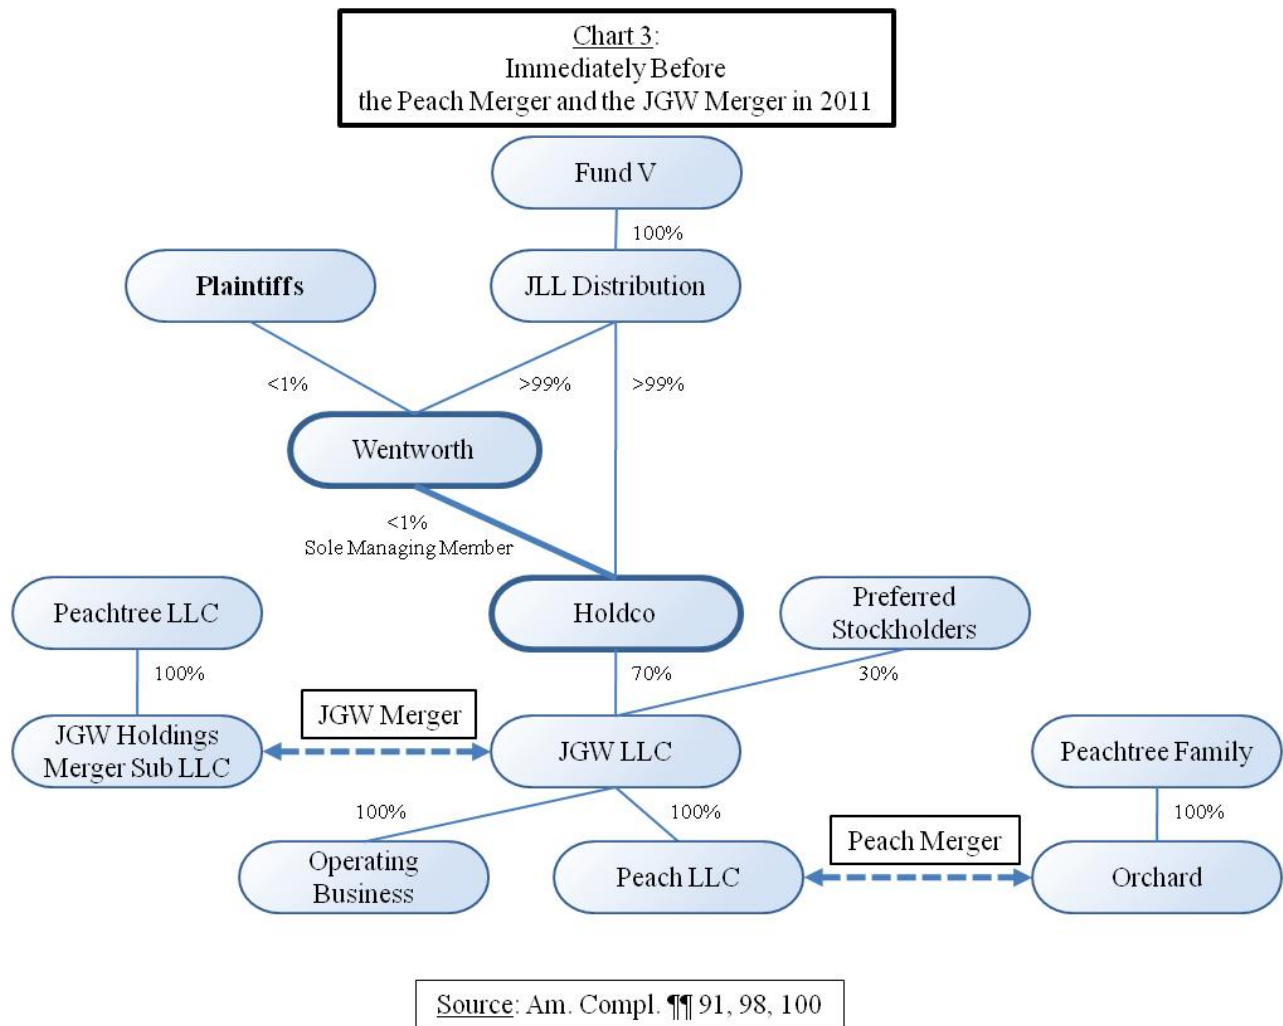 Chart 3:
Immediately Before
the Peach Merger and the JGW Merger in 2011
Fund V
100%
Plaintiffs
JLL Distribution
<1%
>99%
>99%
Wentworth
<1%
Sole Managing Member
Peachtree LLC
Holdco
Preferred
Stockholders
100%
70%
30%
JGW Merger
JGW Holdings
Merger Sub LLC
JGW LLC
Peachtree Family
100%
100%
100%
Peach Merger
Operating
Business
Peach LLC
Orchard
Source: Am. Compl. ¶¶ 91, 98, 100